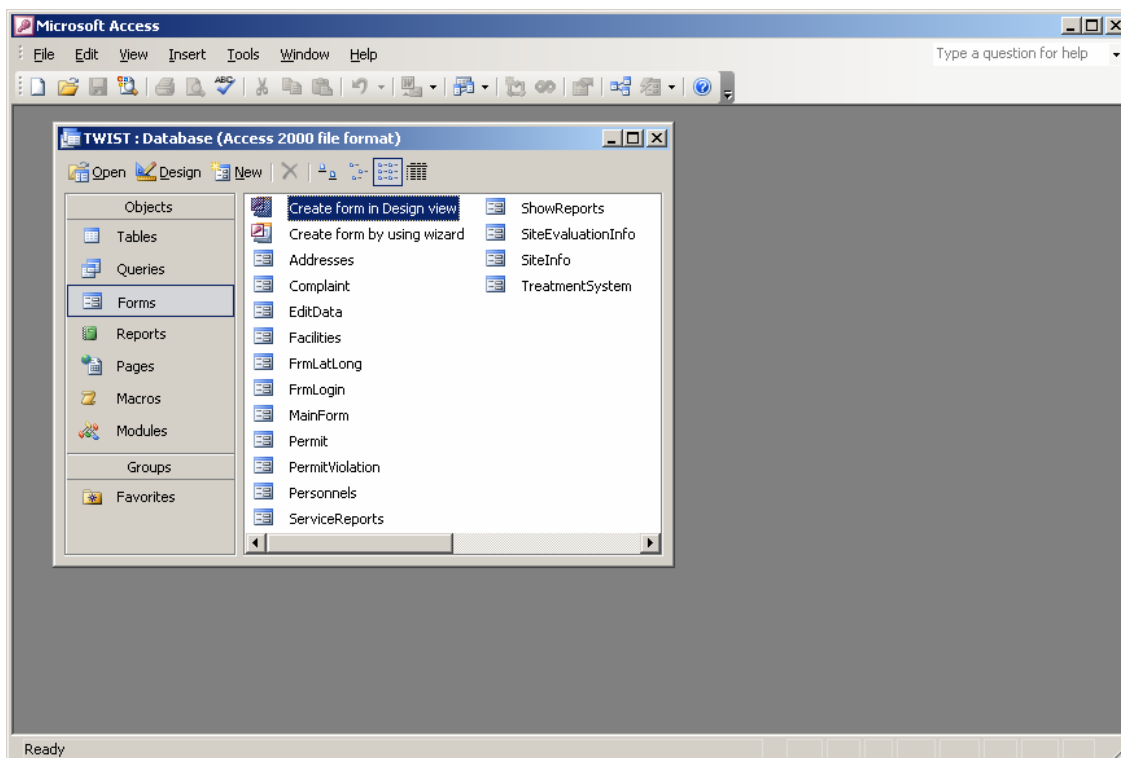 Microsoft Access
File Edit View Insert Tools Window Help
Type a question for help
TWIST : Database (Access 2000 file format)
Open Design New
Objects
Tables
Queries
Forms
Reports
Pages
Macros
Modules
Groups
Favorites
Create form in Design view
Create form by using wizard
Addresses
Complaint
EditData
Facilities
FrmLatLong
FrmLogin
MainForm
Permit
PermitViolation
Personnels
ServiceReports
ShowReports
SiteEvaluationInfo
SiteInfo
TreatmentSystem
Ready